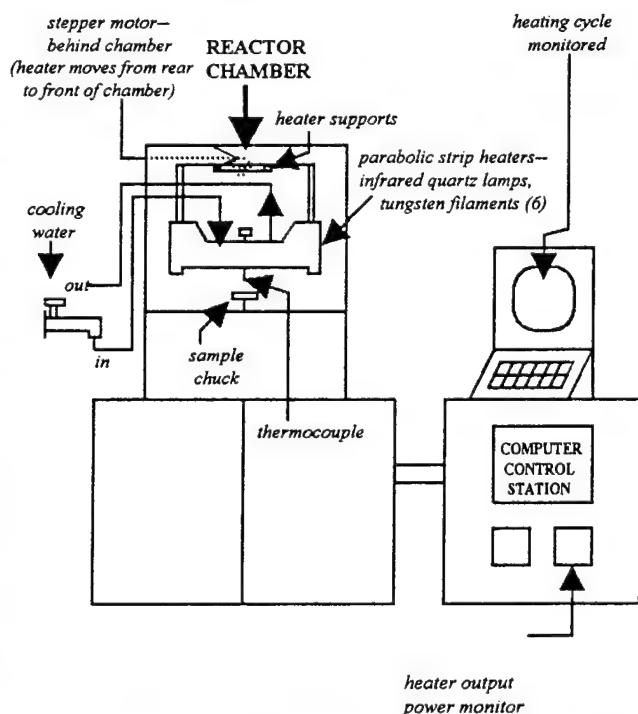 stepper motor—
behind chamber
(heater moves from rear
to front of chamber)
REACTOR
CHAMBER
heating cycle
monitored
heater supports
parabolic strip heaters—
infrared quartz lamps,
tungsten filaments (6)
cooling
water
out
in
sample
chuck
thermocouple
COMPUTER
CONTROL
STATION
heater output
power monitor